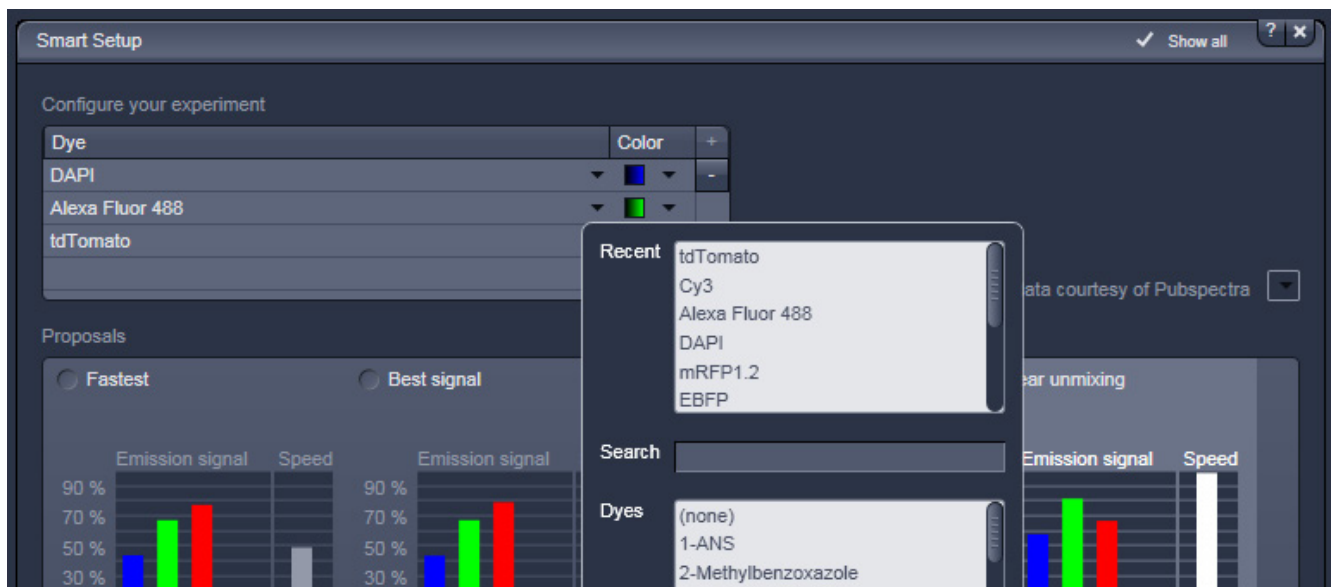 Smart Setup
✓ Show all
? ×
Configure your experiment
Dye Color +
DAPI -
Alexa Fluor 488
tdTomato
Recent
tdTomato
Cy3
Alexa Fluor 488
DAPI
mRFP1.2
EBFP
ata courtesy of Pubspectra
Proposals
Fastest
Best signal
ear unmixing
Search
Emission signal Speed
Emission signal
Emission signal Speed
90 %
70 %
50 %
30 %
90 %
70 %
50 %
30 %
Dyes
(none)
1-ANS
2-Methylbenzoxazole